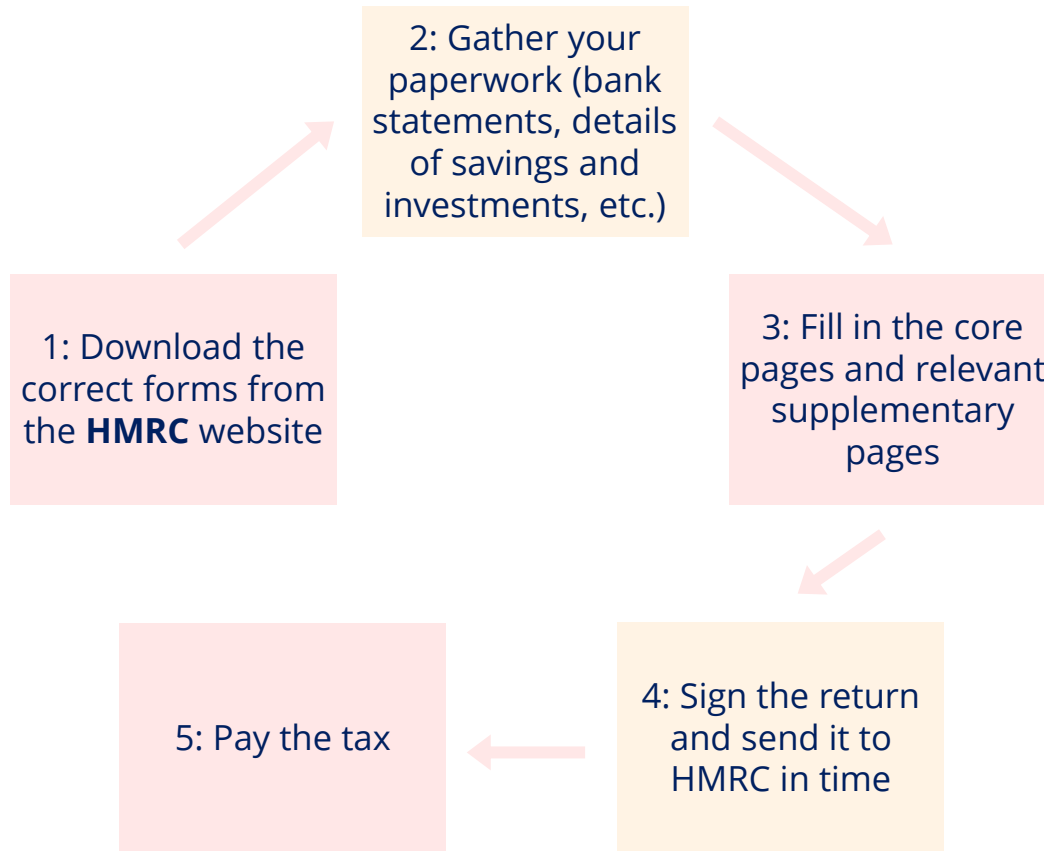 1: Download the
correct forms from
the HMRC website
2: Gather your
paperwork (bank
statements, details
of savings and
investments, etc.)
3: Fill in the core
pages and relevant
supplementary
pages
4: Sign the return
and send it to
HMRC in time
5: Pay the tax